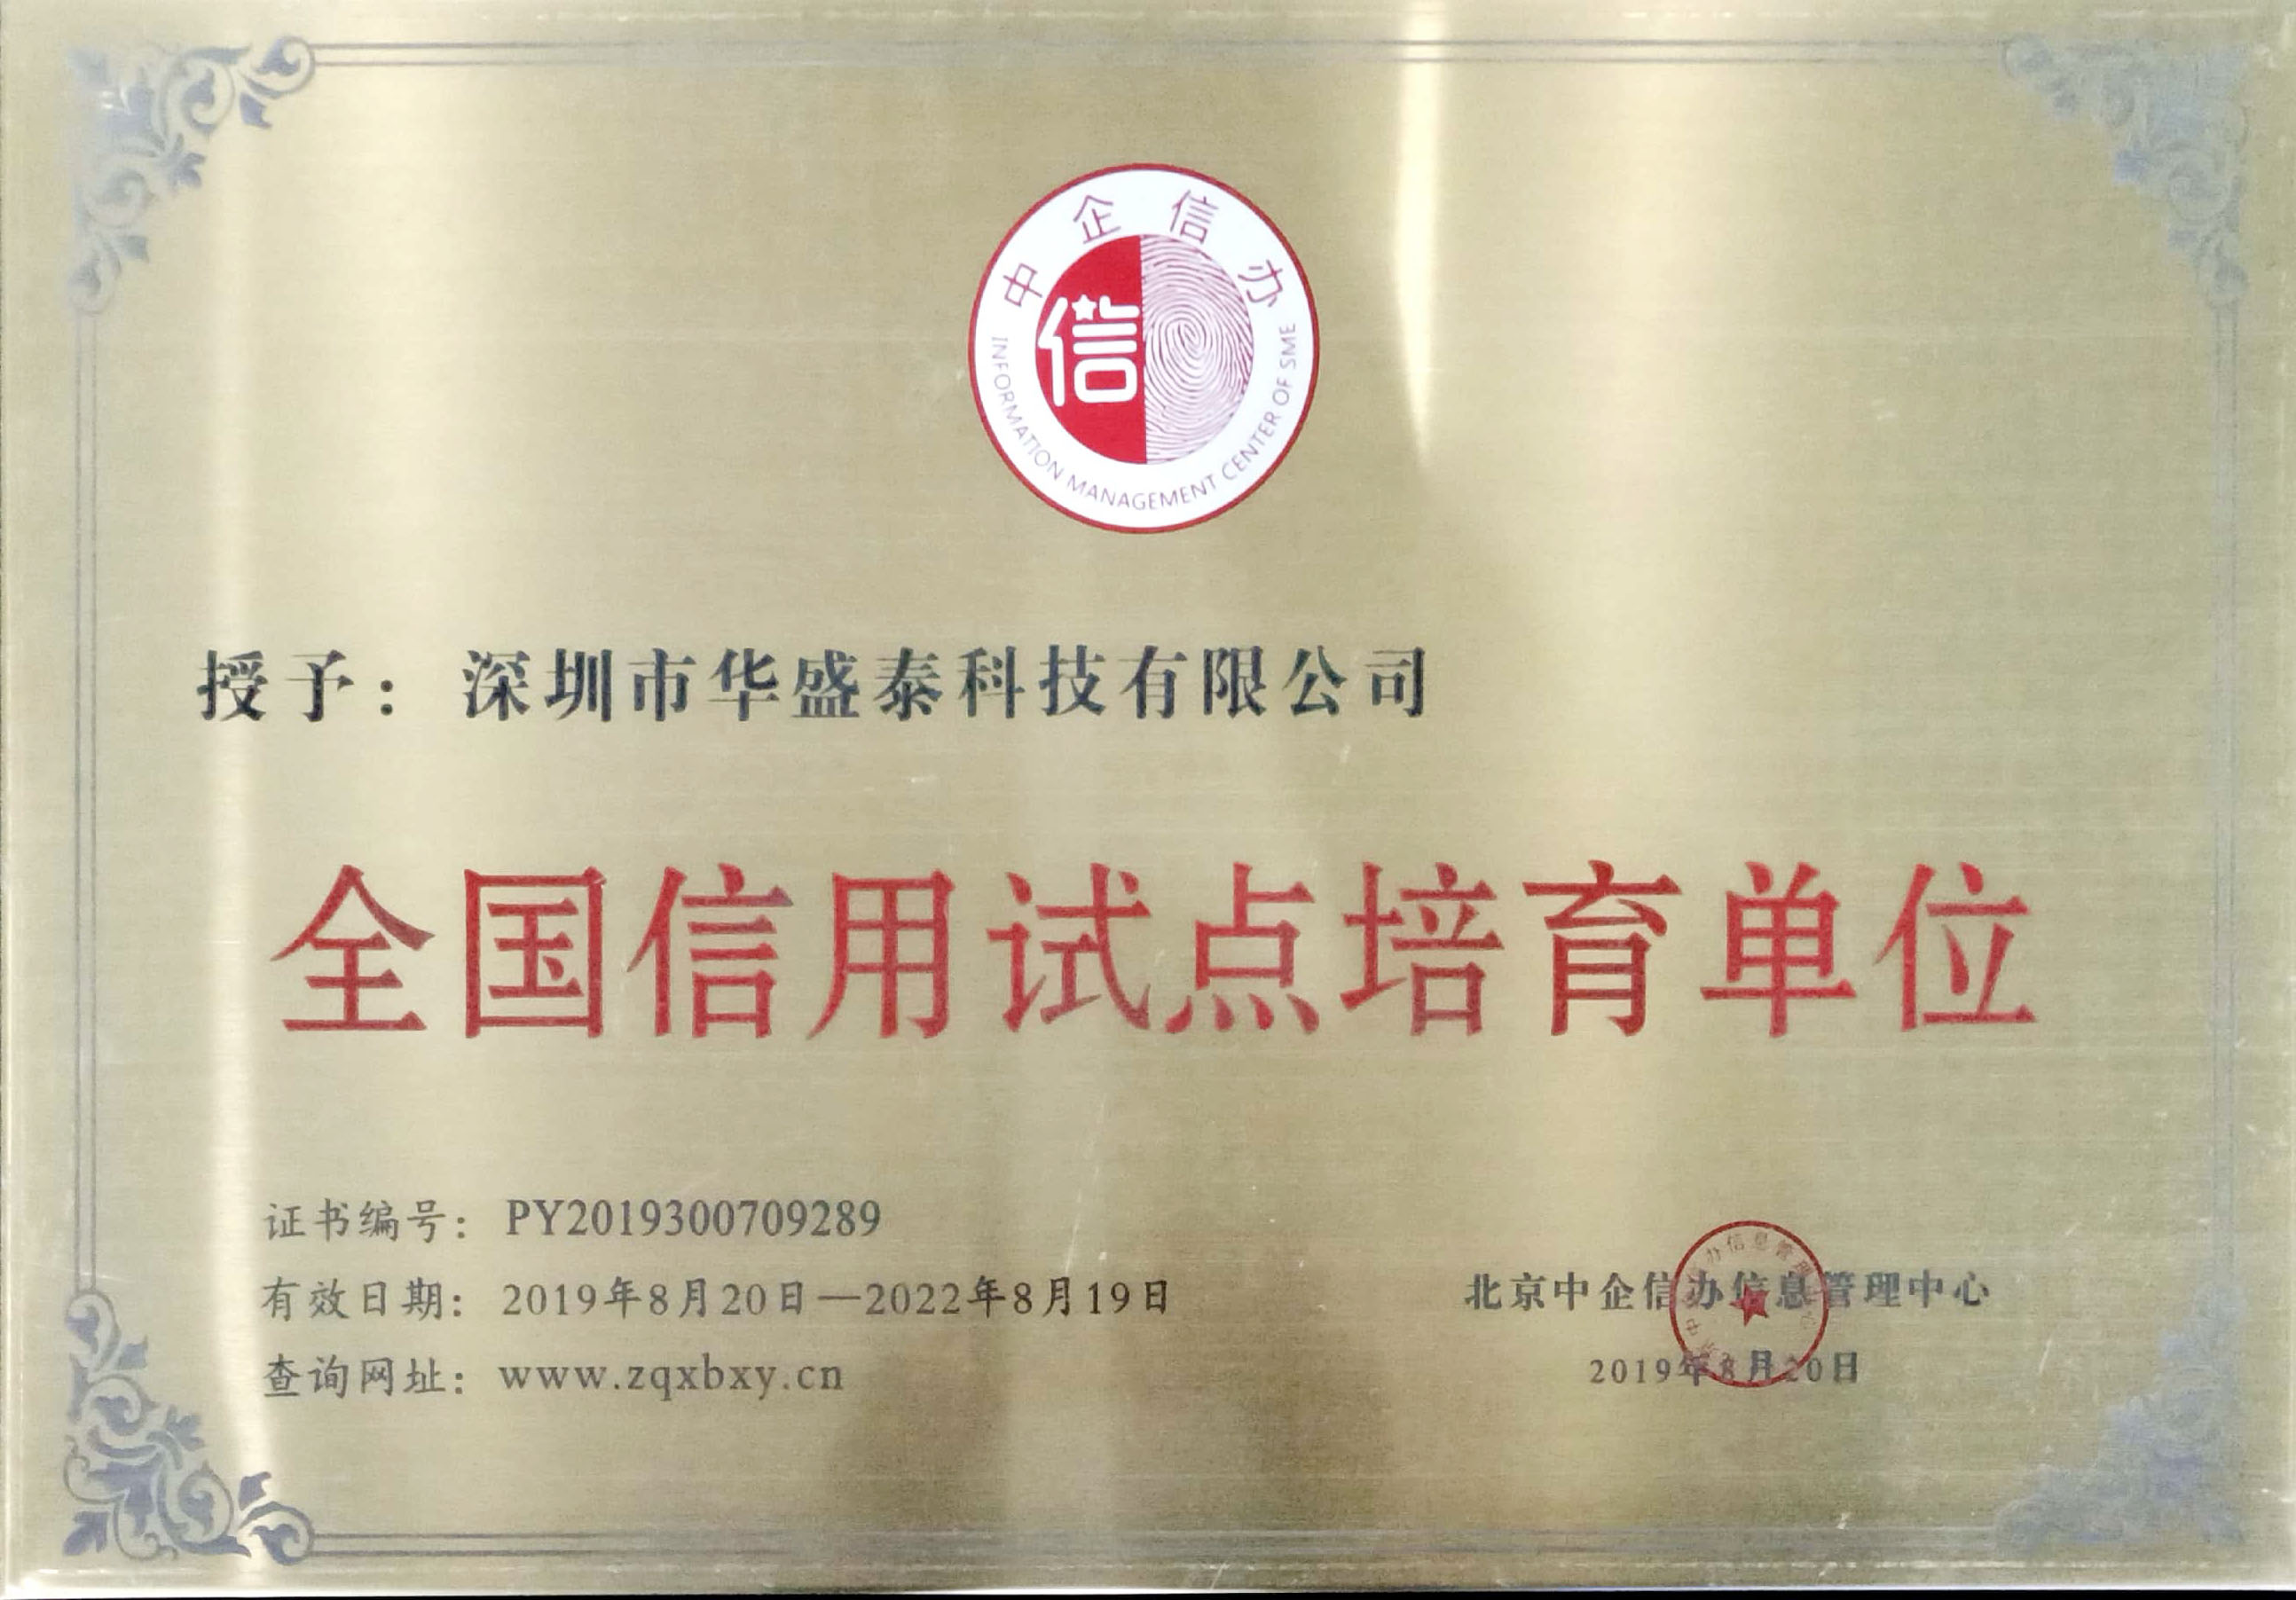 中企信办
信
INFORMATION MANAGEMENT CENTER OF SME
授予：深圳市华盛泰科技有限公司
全国信用试点培育单位
证书编号：PY2019300709289
有效日期：2019年8月20日—2022年8月19日
查询网址：www.zqxbxy.cn
北京中企信办信息管理中心
2019年8月20日